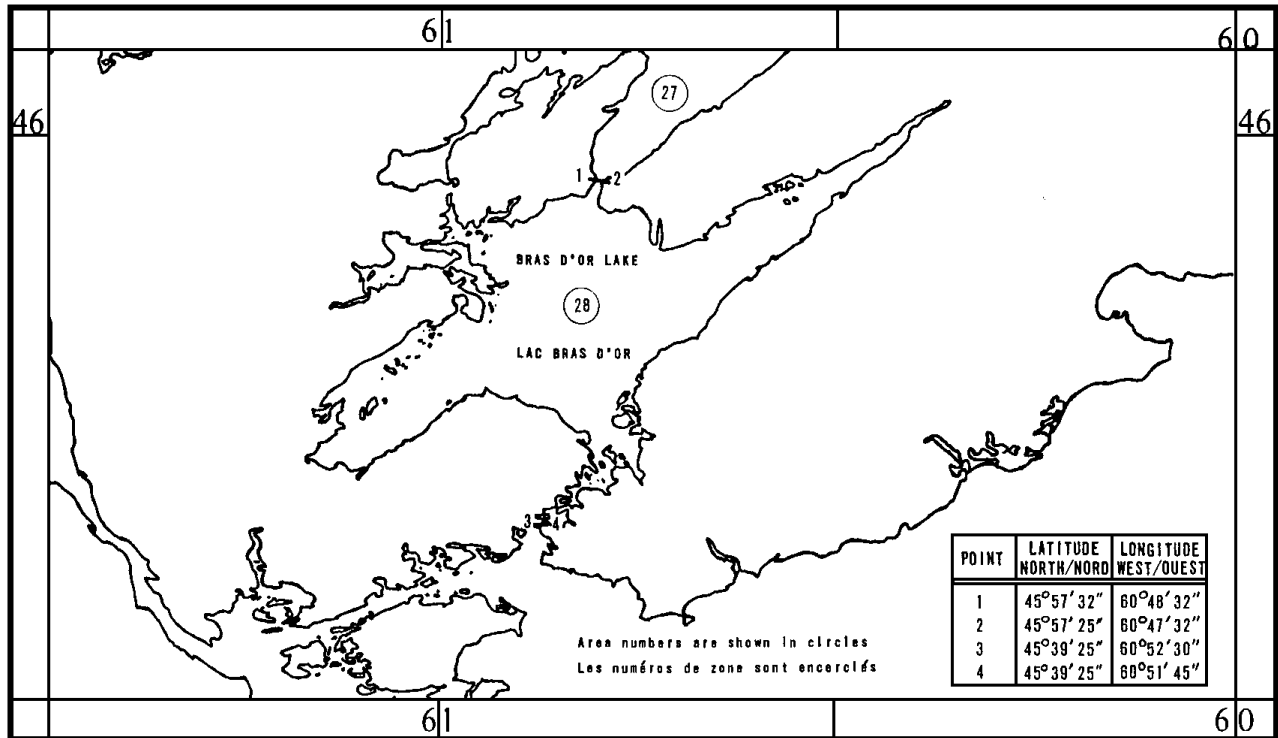 61
60
27
46
46
1
2
BRAS D'OR LAKE
28
LAC BRAS D'OR
3
4
POINT LATITUDE NORTH/NORD LONGITUDE WEST/OUEST
1 45°57'32" 60°48'32"
2 45°57'25" 60°47'32"
3 45°39'25" 60°52'30"
4 45°39'25" 60°51'45"
Area numbers are shown in circles
Les numéros de zone sont encerclés
61
60